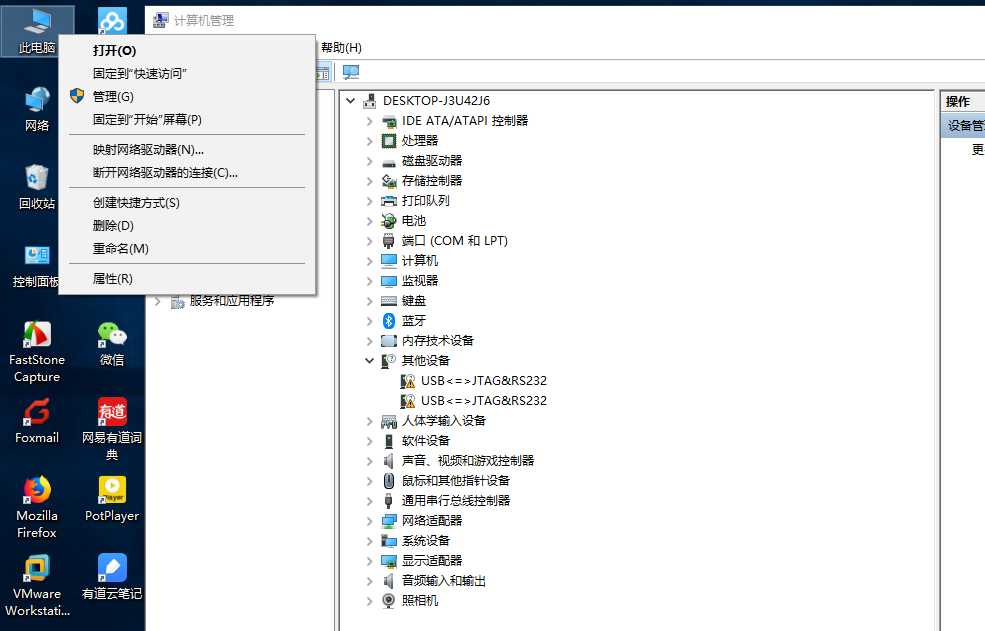 此电脑
网络
回收站
控制面板
FastStone
Capture
微信
Foxmail
有道
网易有道词
典
Mozilla
Firefox
Player
PotPlayer
VMware
Workstati...
有道云笔记
打开(O)
固定到"快速访问"
管理(G)
固定到"开始"屏幕(P)
映射网络驱动器(N)...
断开网络驱动器的连接(C)...
创建快捷方式(S)
删除(D)
重命名(M)
属性(R)
计算机管理
帮助(H)
服务和应用程序
DESKTOP-J3U42J6
IDE ATA/ATAPI 控制器
处理器
磁盘驱动器
存储控制器
打印队列
电池
端口 (COM 和 LPT)
计算机
监视器
键盘
蓝牙
内存技术设备
其他设备
USB<=>JTAG&RS232
USB<=>JTAG&RS232
人体学输入设备
软件设备
声音、视频和游戏控制器
鼠标和其他指针设备
通用串行总线控制器
网络适配器
系统设备
显示适配器
音频输入和输出
照相机
操作
设备管
更